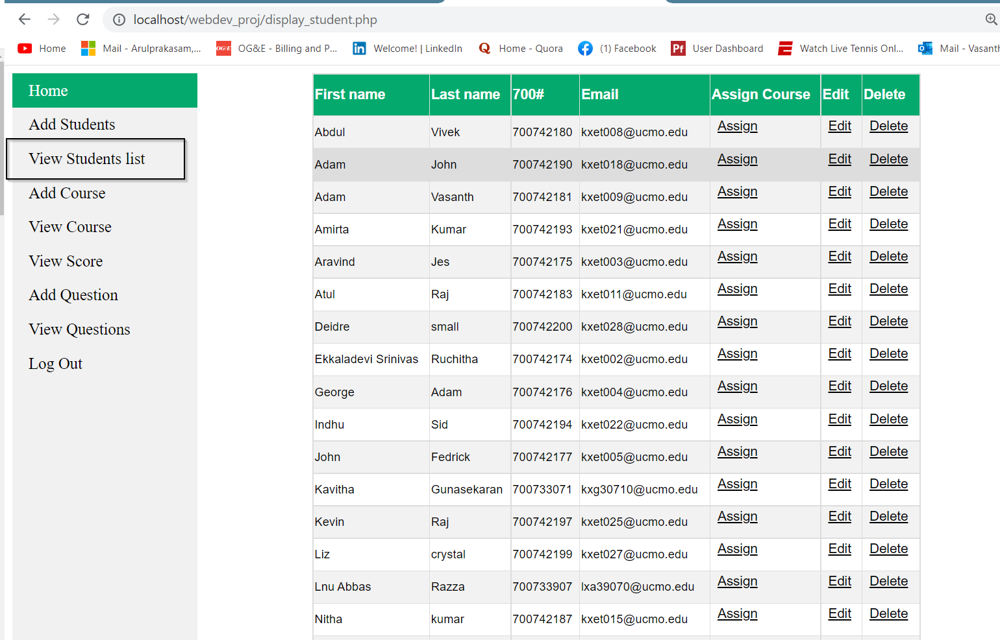 localhost/webdev_proj/display_student.php
Home Mail - Arulprakasam,... OG&E OG&E - Billing and P... in Welcome! | LinkedIn Q Home - Quora (1) Facebook Pf User Dashboard Watch Live Tennis Onl... Mail - Vasanth
Home
Add Students
View Students list
Add Course
View Course
View Score
Add Question
View Questions
Log Out
First name Last name 700# Email Assign Course Edit Delete
Abdul Vivek 700742180 kxet008@ucmo.edu Assign Edit Delete
Adam John 700742190 kxet018@ucmo.edu Assign Edit Delete
Adam Vasanth 700742181 kxet009@ucmo.edu Assign Edit Delete
Amirta Kumar 700742193 kxet021@ucmo.edu Assign Edit Delete
Aravind Jes 700742175 kxet003@ucmo.edu Assign Edit Delete
Atul Raj 700742183 kxet011@ucmo.edu Assign Edit Delete
Deidre small 700742200 kxet028@ucmo.edu Assign Edit Delete
Ekkaladevi Srinivas Ruchitha 700742174 kxet002@ucmo.edu Assign Edit Delete
George Adam 700742176 kxet004@ucmo.edu Assign Edit Delete
Indhu Sid 700742194 kxet022@ucmo.edu Assign Edit Delete
John Fedrick 700742177 kxet005@ucmo.edu Assign Edit Delete
Kavitha Gunasekaran 700733071 kxg30710@ucmo.edu Assign Edit Delete
Kevin Raj 700742197 kxet025@ucmo.edu Assign Edit Delete
Liz crystal 700742199 kxet027@ucmo.edu Assign Edit Delete
Lnu Abbas Razza 700733907 lxa39070@ucmo.edu Assign Edit Delete
Nitha kumar 700742187 kxet015@ucmo.edu Assign Edit Delete